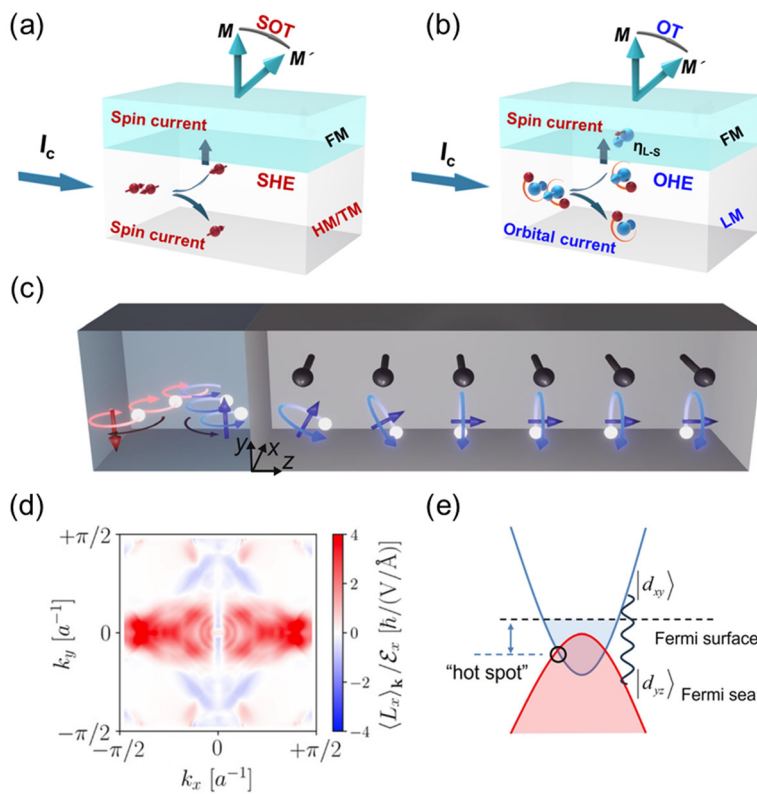 (a)
M
SOT
M´
Spin current
FM
I_c
SHE
HM/TM
Spin current
(b)
M
OT
M´
Spin current
η_L-S
FM
I_c
OHE
LM
Orbital current
(c)
y
x
z
(d)
+π/2
0
−π/2
k_y [a⁻¹]
−π/2
0
+π/2
k_x [a⁻¹]
4
2
0
−2
−4
⟨L_x⟩_k/ℰ_x [ħ/(V/Å)]
(e)
|d_xy⟩
Fermi surface
“hot spot”
|d_yz⟩
Fermi sea